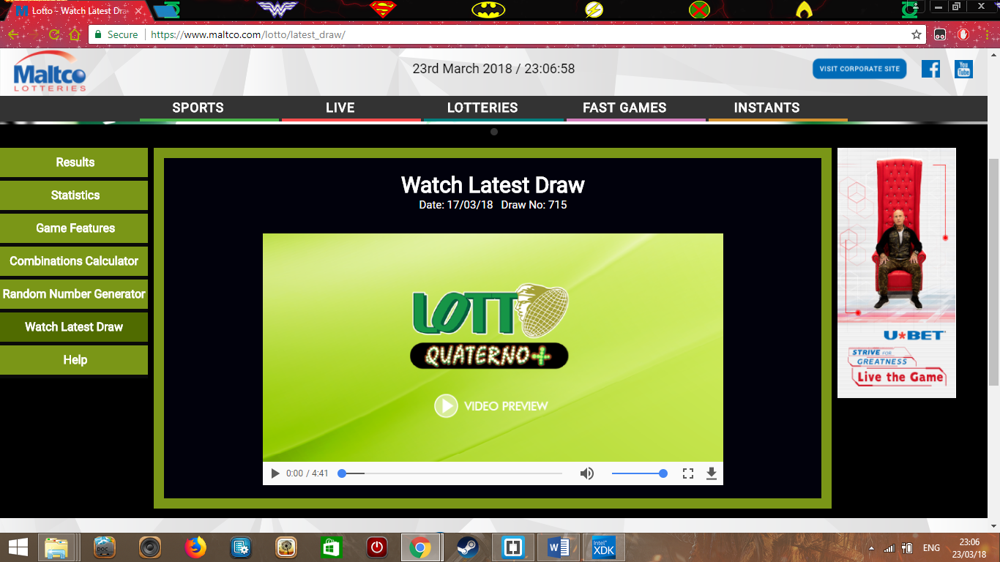 Lotto - Watch Latest Dra
Secure https://www.maltco.com/lotto/latest_draw/
Maltco
LOTTERIES
23rd March 2018 / 23:06:58
VISIT CORPORATE SITE
f
You
Tube
SPORTS LIVE LOTTERIES FAST GAMES INSTANTS
Results
Statistics
Game Features
Combinations Calculator
Random Number Generator
Watch Latest Draw
Help
Watch Latest Draw
Date: 17/03/18 Draw No: 715
LOTTO
QUATERNO+
VIDEO PREVIEW
0:00 / 4:41
U*BET
STRIVE FOR
GREATNESS
Live the Game
DOC
W
Intel
XDK
ENG
23:06
23/03/18